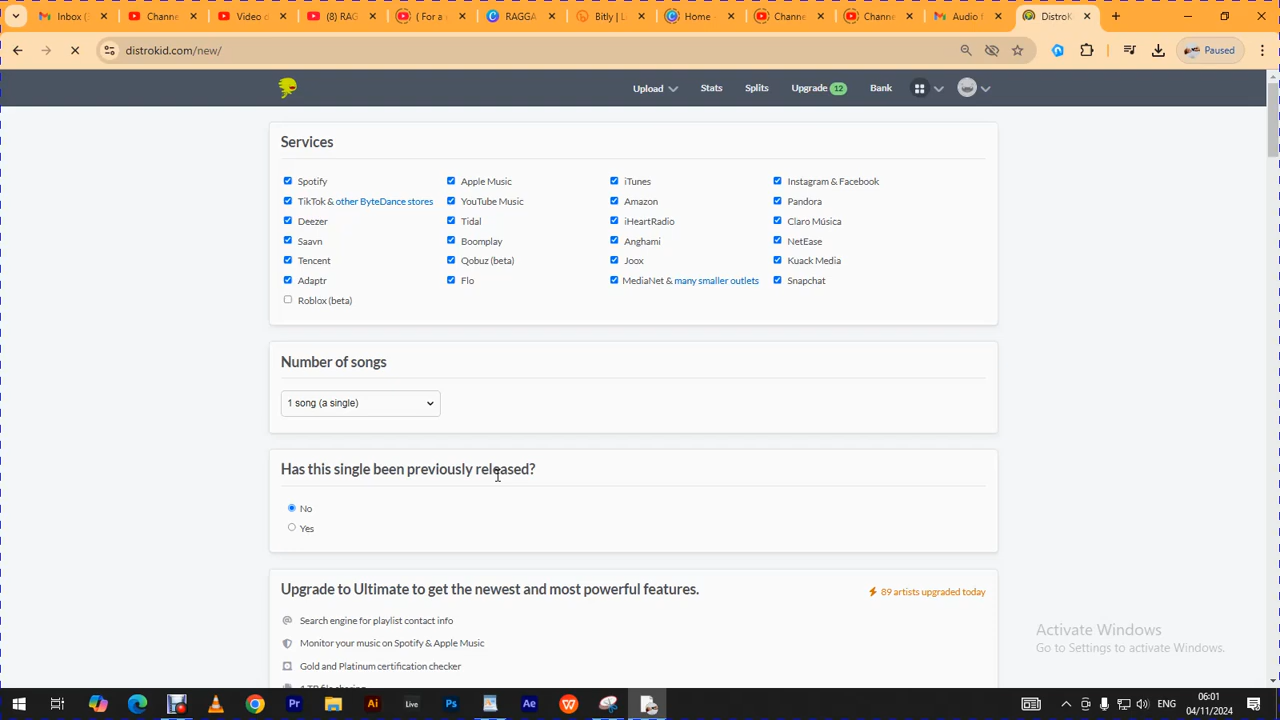 Inbox (2
Channe
Video d
(8) RAG
( For a
RAGGA
Bitly | L
Home -
Channe
Channe
Audio f
DistroK
distrokid.com/new/
Paused
Upload
Stats
Splits
Upgrade 12
Bank
Services
Spotify Apple Music iTunes Instagram & Facebook
TikTok & other ByteDance stores YouTube Music Amazon Pandora
Deezer Tidal iHeartRadio Claro Música
Saavn Boomplay Anghami NetEase
Tencent Qobuz (beta) Joox Kuack Media
Adaptr Flo MediaNet & many smaller outlets Snapchat
Roblox (beta)
Number of songs
1 song (a single)
Has this single been previously released?
No
Yes
Upgrade to Ultimate to get the newest and most powerful features.
89 artists upgraded today
Search engine for playlist contact info
Monitor your music on Spotify & Apple Music
Gold and Platinum certification checker
Activate Windows
Go to Settings to activate Windows.
Pr
Ai
Live
Ps
Ae
ENG
06:01
04/11/2024